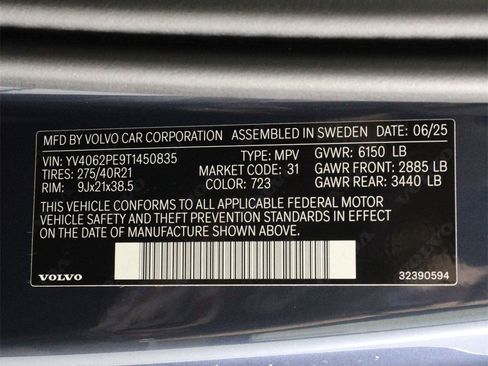 MFD BY VOLVO CAR CORPORATION ASSEMBLED IN SWEDEN DATE: 06/25
VIN: YV4062PE9T1450835 TYPE: MPV GVWR: 6150 LB
TIRES: 275/40R21 MARKET CODE: 31 GAWR FRONT: 2885 LB
RIM: 9Jx21x38.5 COLOR: 723 GAWR REAR: 3440 LB
THIS VEHICLE CONFORMS TO ALL APPLICABLE FEDERAL MOTOR
VEHICLE SAFETY AND THEFT PREVENTION STANDARDS IN EFFECT
ON THE DATE OF MANUFACTURE SHOWN ABOVE.
VOLVO 32390594